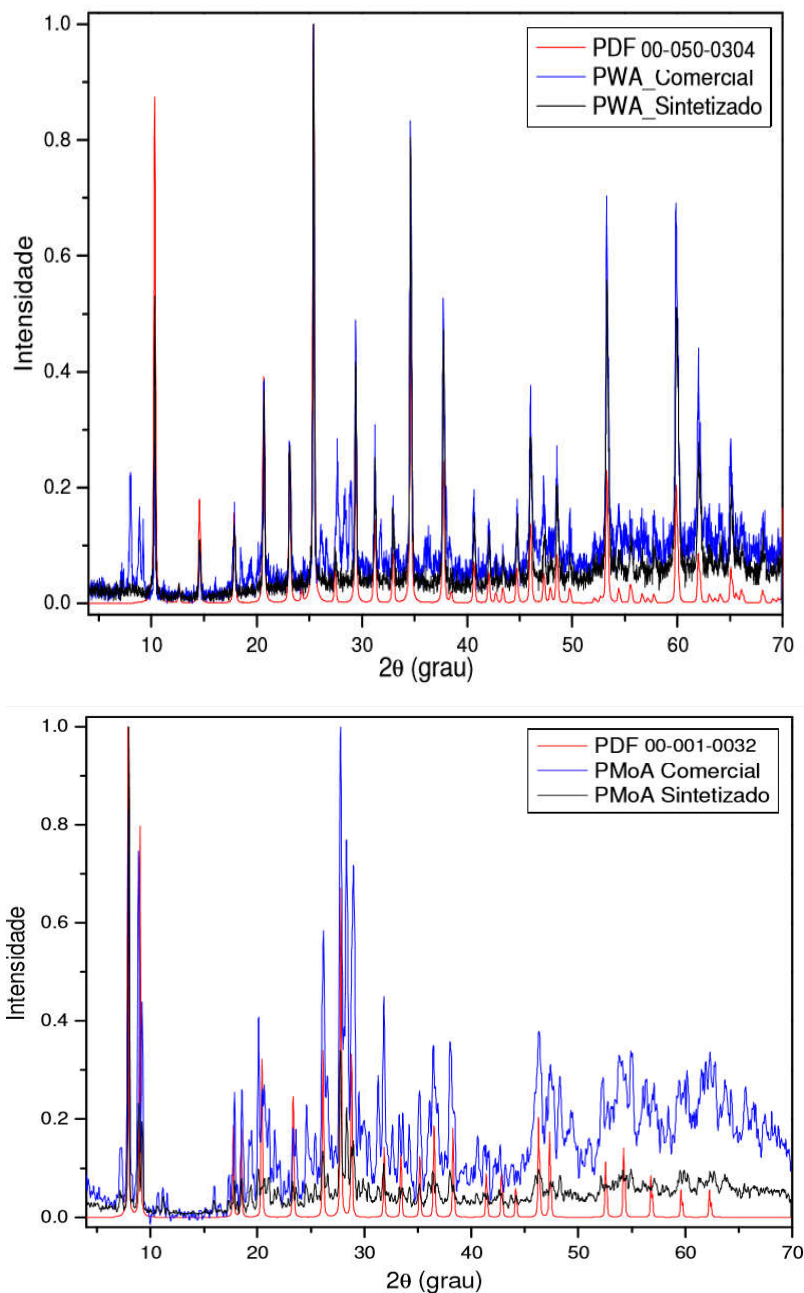 1.0
0.8
0.6
0.4
0.2
0.0
Intensidade
PDF 00-050-0304
PWA_Comercial
PWA_Sintetizado
10 20 30 40 50 60 70
2θ (grau)
1.0
0.8
0.6
0.4
0.2
0.0
Intensidade
PDF 00-001-0032
PMoA Comercial
PMoA Sintetizado
10 20 30 40 50 60 70
2θ (grau)